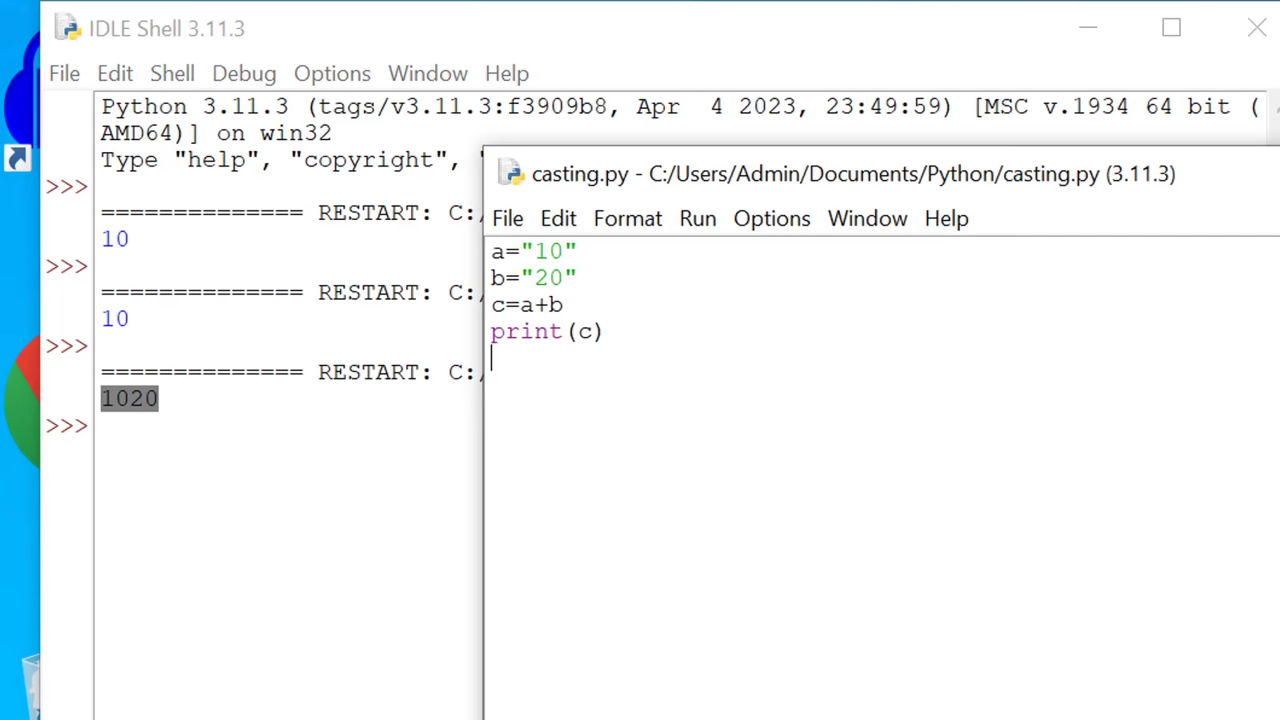 IDLE Shell 3.11.3
File Edit Shell Debug Options Window Help
Python 3.11.3 (tags/v3.11.3:f3909b8, Apr  4 2023, 23:49:59) [MSC v.1934 64 bit (
AMD64)] on win32
Type "help", "copyright", "
>>>
============== RESTART: C:/
10
>>>
============== RESTART: C:/
10
>>>
============== RESTART: C:/
1020
>>>
casting.py - C:/Users/Admin/Documents/Python/casting.py (3.11.3)
File Edit Format Run Options Window Help
a="10"
b="20"
c=a+b
print(c)